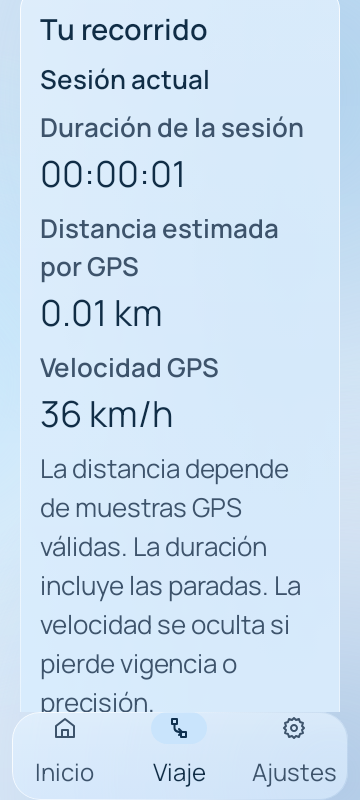 Tu recorrido
Sesión actual
Duración de la sesión
00:00:01
Distancia estimada
por GPS
0.01 km
Velocidad GPS
36 km/h
La distancia depende
de muestras GPS
válidas. La duración
incluye las paradas. La
velocidad se oculta si
pierde vigencia o
precisión.
Inicio
Viaje
Ajustes